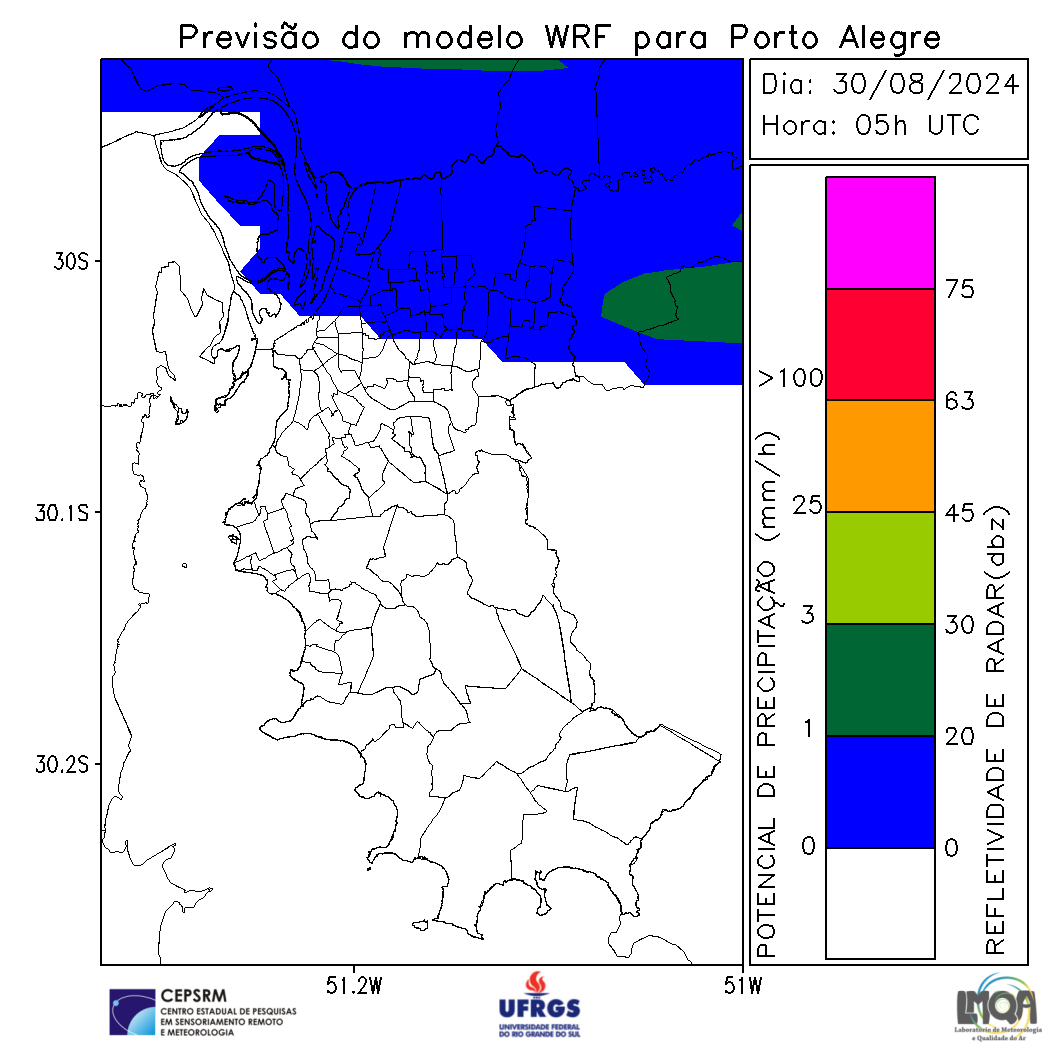 Previsão do modelo WRF para Porto Alegre
Dia: 30/08/2024
Hora: 05h UTC
30S
30.1S
30.2S
51.2W
51W
POTENCIAL DE PRECIPITAÇÃO (mm/h)
>100
25
3
1
0
75
63
45
30
20
0
REFLETIVIDADE DE RADAR(dbz)
CEPSRM
CENTRO ESTADUAL DE PESQUISAS
EM SENSORIAMENTO REMOTO
E METEOROLOGIA
UFRGS
UNIVERSIDADE FEDERAL
DO RIO GRANDE DO SUL
LMQA
Laboratório de Meteorologia
e Qualidade do Ar